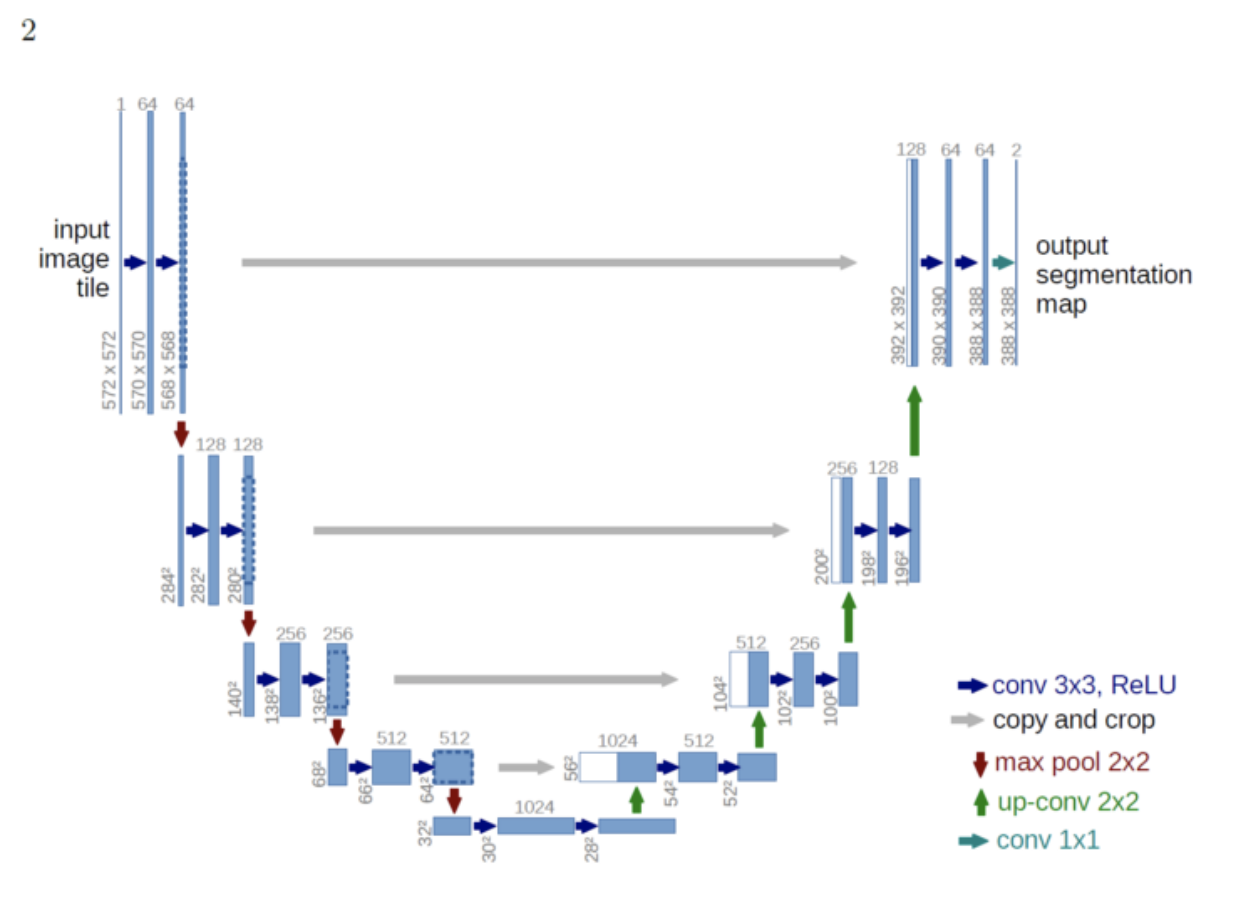 2
1 64 64
128 64 64 2
input
image
tile
output
segmentation
map
572 x 572
570 x 570
568 x 568
392 x 392
390 x 390
388 x 388
388 x 388
128 128
256 128
284²
282²
280²
200²
198²
196²
256 256
512 256
140²
138²
136²
104²
102²
100²
512 512
1024 512
68²
66²
64²
56²
54²
52²
1024
32²
30²
28²
conv 3x3, ReLU
copy and crop
max pool 2x2
up-conv 2x2
conv 1x1